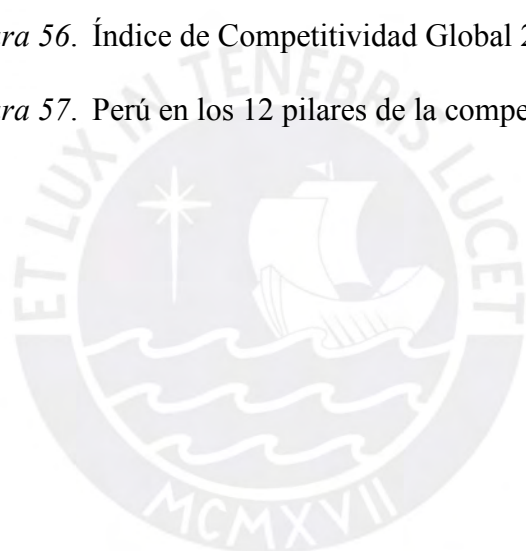 ra 56. Índice de Competitividad Global 2
ra 57. Perú en los 12 pilares de la compe
ET LUX IN TENEBRIS LUCET
MCMXVII